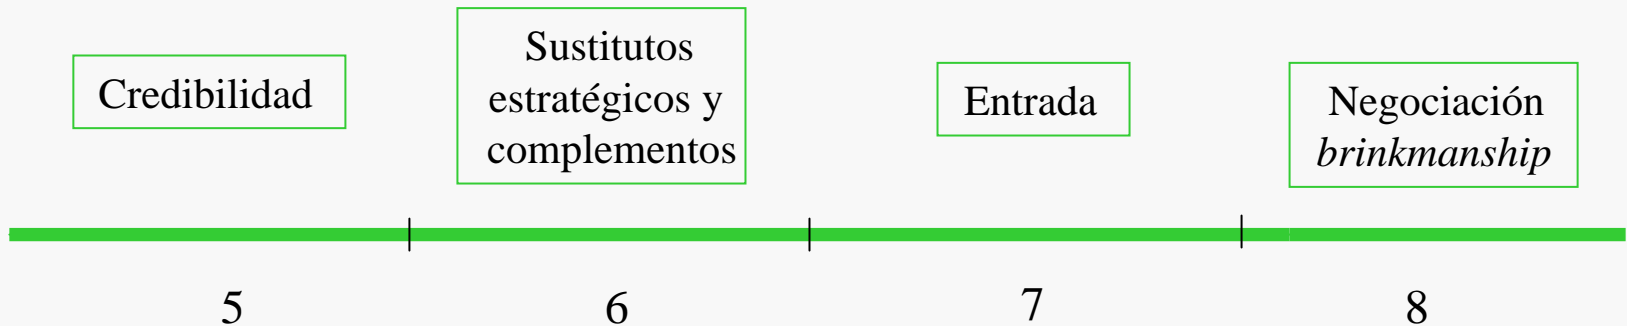 Credibilidad
Sustitutos
estratégicos y
complementos
Entrada
Negociación
brinkmanship
5
6
7
8